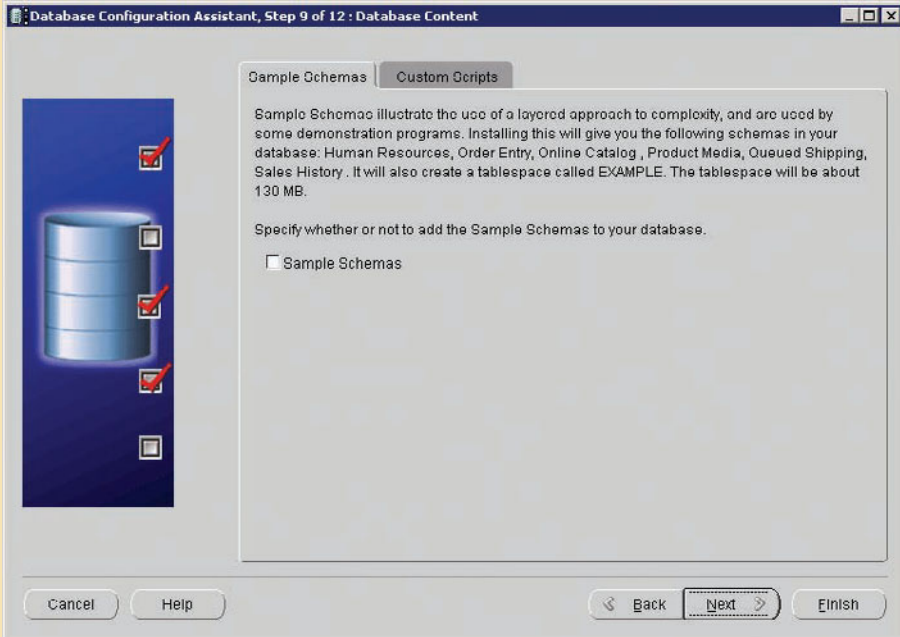 Database Configuration Assistant, Step 9 of 12 : Database Content
Sample Schemas
Custom Scripts
Sample Schemas illustrate the use of a layered approach to complexity, and are used by
some demonstration programs. Installing this will give you the following schemas in your
database: Human Resources, Order Entry, Online Catalog , Product Media, Queued Shipping,
Sales History . It will also create a tablespace called EXAMPLE. The tablespace will be about
130 MB.
Specify whether or not to add the Sample Schemas to your database.
Sample Schemas
Cancel
Help
Back
Next
Finish